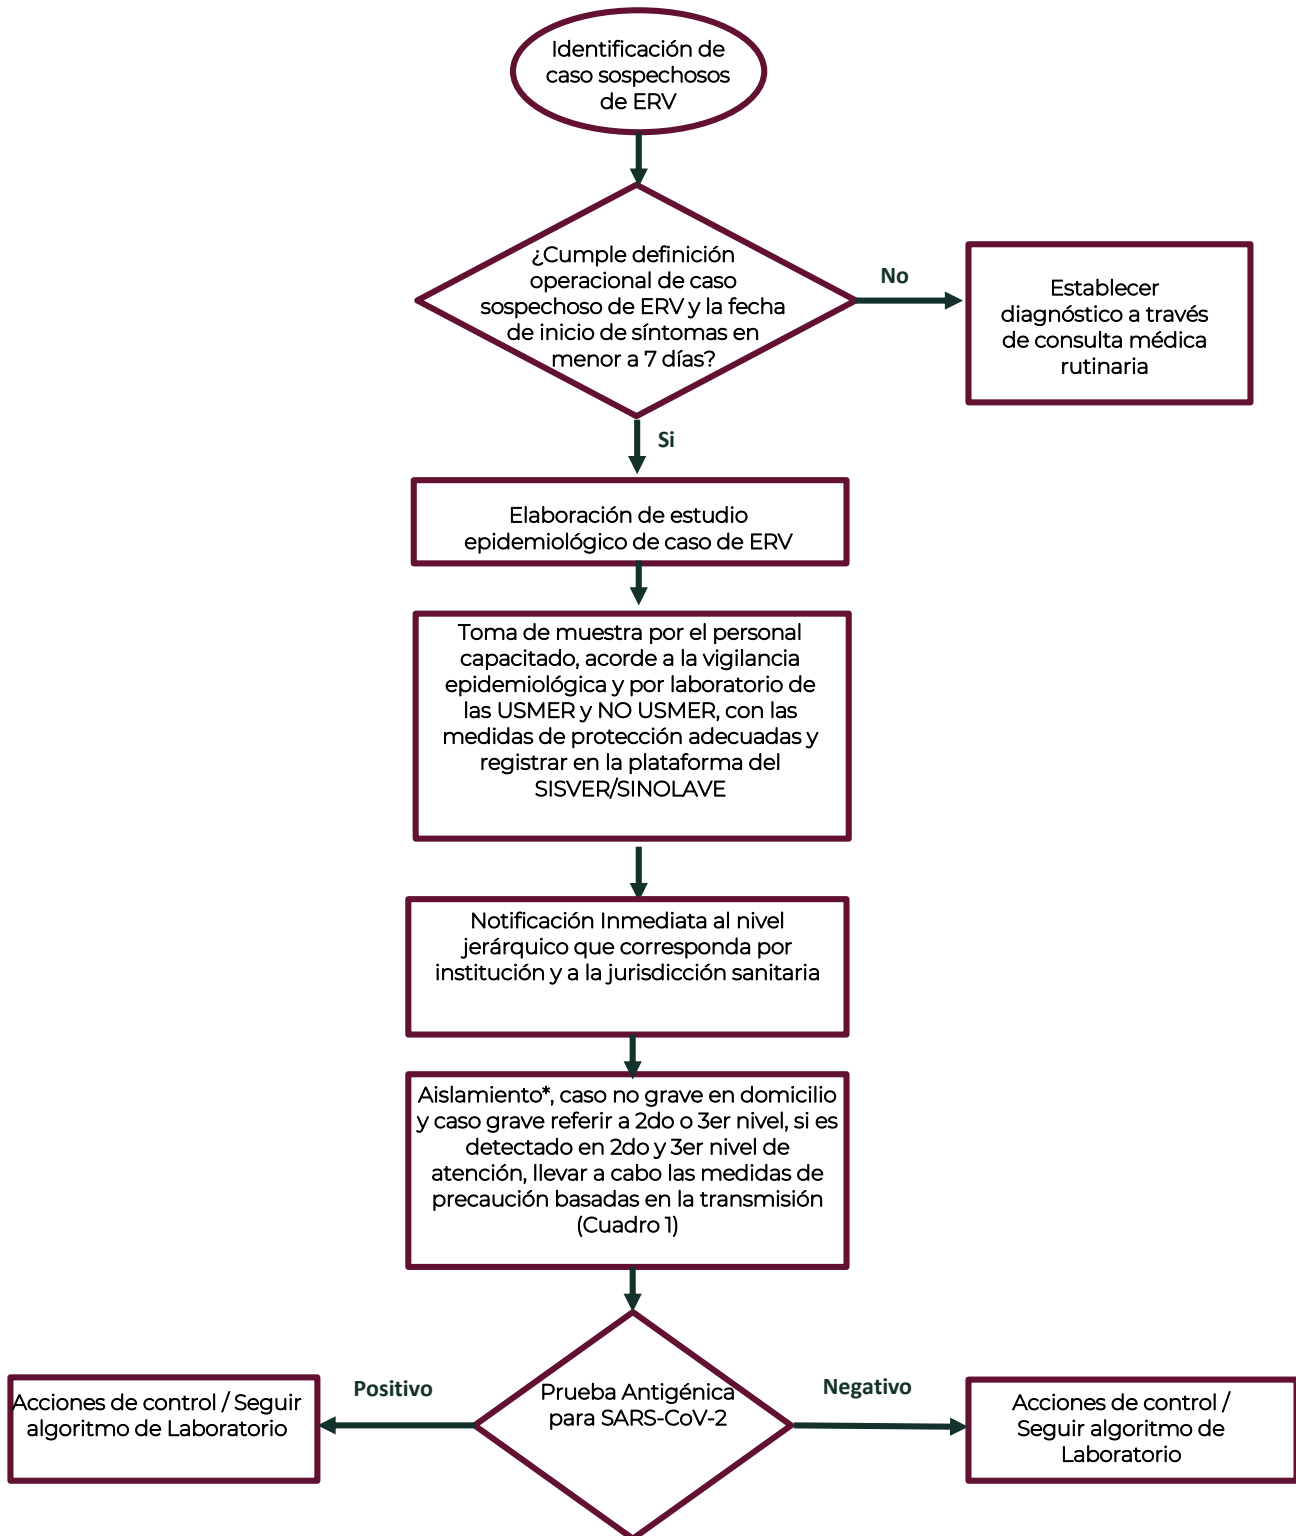 Identificación de
caso sospechosos
de ERV
¿Cumple definición
operacional de caso
sospechoso de ERV y la fecha
de inicio de síntomas en
menor a 7 días?
No
Establecer
diagnóstico a través
de consulta médica
rutinaria
Si
Elaboración de estudio
epidemiológico de caso de ERV
Toma de muestra por el personal
capacitado, acorde a la vigilancia
epidemiológica y por laboratorio de
las USMER y NO USMER, con las
medidas de protección adecuadas y
registrar en la plataforma del
SISVER/SINOLAVE
Notificación Inmediata al nivel
jerárquico que corresponda por
institución y a la jurisdicción sanitaria
Aislamiento*, caso no grave en domicilio
y caso grave referir a 2do o 3er nivel, si es
detectado en 2do y 3er nivel de
atención, llevar a cabo las medidas de
precaución basadas en la transmisión
(Cuadro 1)
Prueba Antigénica
para SARS-CoV-2
Positivo
Acciones de control / Seguir
algoritmo de Laboratorio
Negativo
Acciones de control /
Seguir algoritmo de
Laboratorio